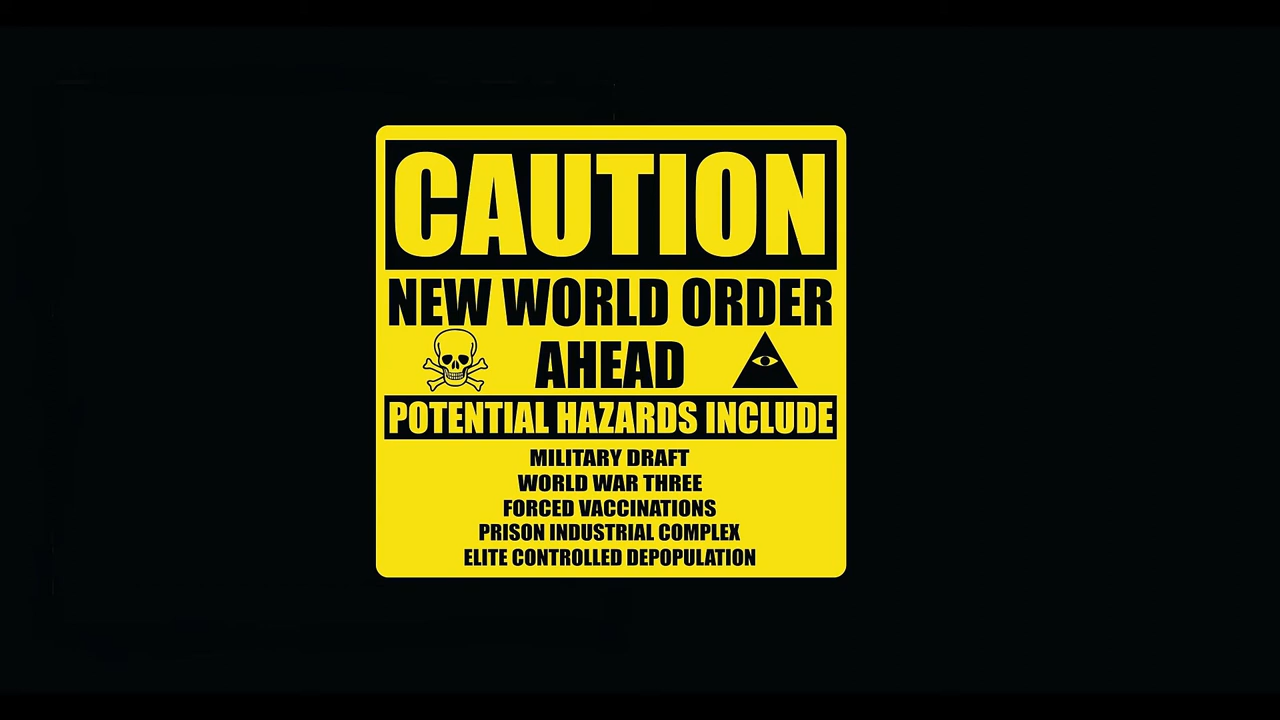 CAUTION
NEW WORLD ORDER
AHEAD
POTENTIAL HAZARDS INCLUDE
MILITARY DRAFT
WORLD WAR THREE
FORCED VACCINATIONS
PRISON INDUSTRIAL COMPLEX
ELITE CONTROLLED DEPOPULATION